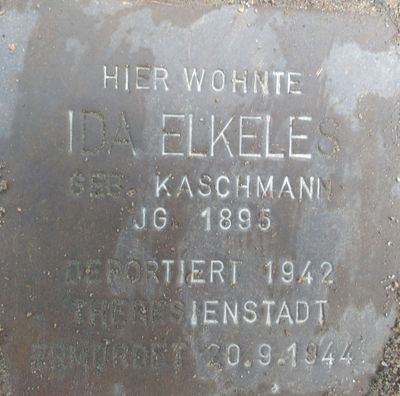 HIER WOHNTE
IDA ELKELES
GEB. KASCHMANN
JG. 1895
DEPORTIERT 1942
THERESIENSTADT
ERMORDET 20.9.1944